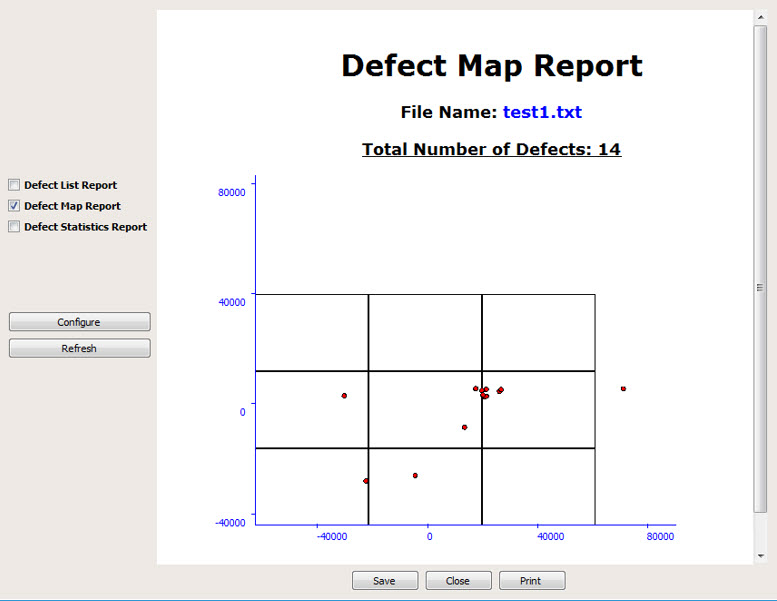 Defect Map Report
File Name: test1.txt
Total Number of Defects: 14
Defect List Report
Defect Map Report
Defect Statistics Report
Configure
Refresh
80000
40000
0
-40000
-40000
0
40000
80000
Save
Close
Print